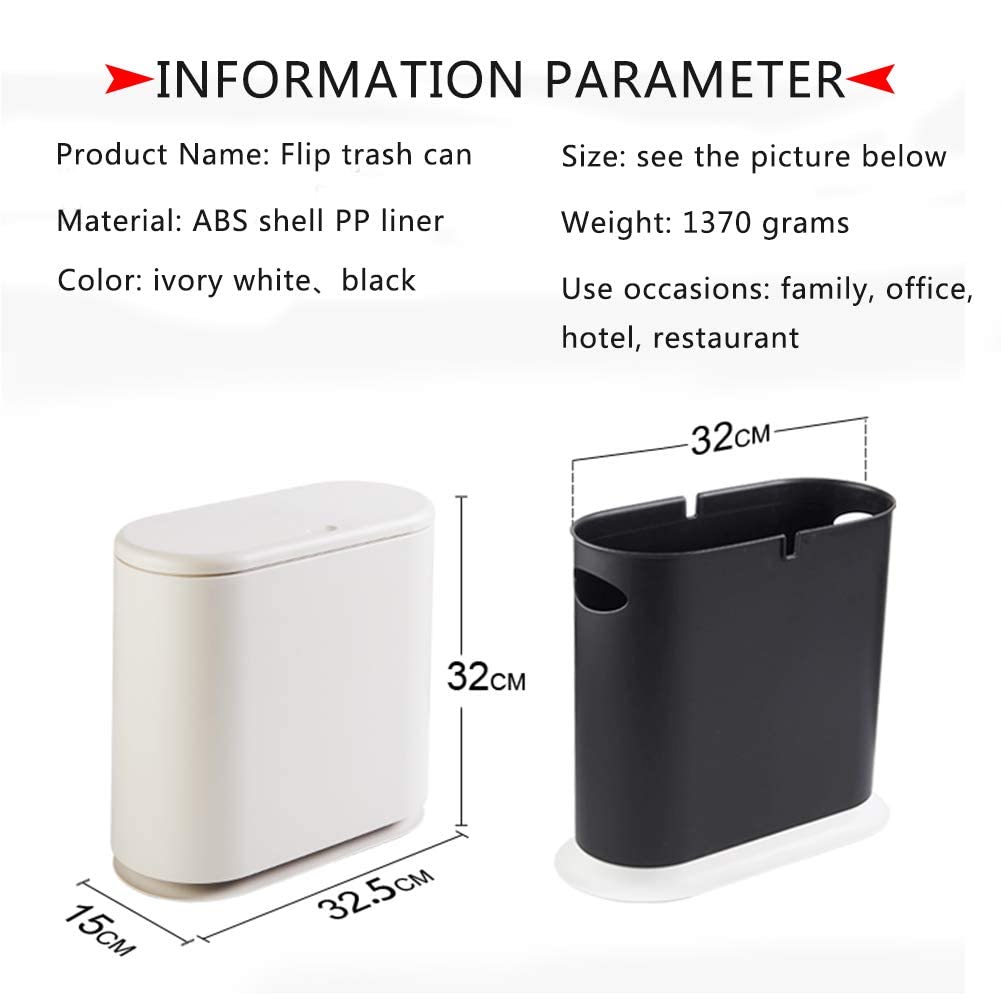 INFORMATION PARAMETER
Product Name: Flip trash can
Material: ABS shell PP liner
Color: ivory white、black
Size: see the picture below
Weight: 1370 grams
Use occasions: family, office,
hotel, restaurant
32CM
32CM
32.5CM
15CM